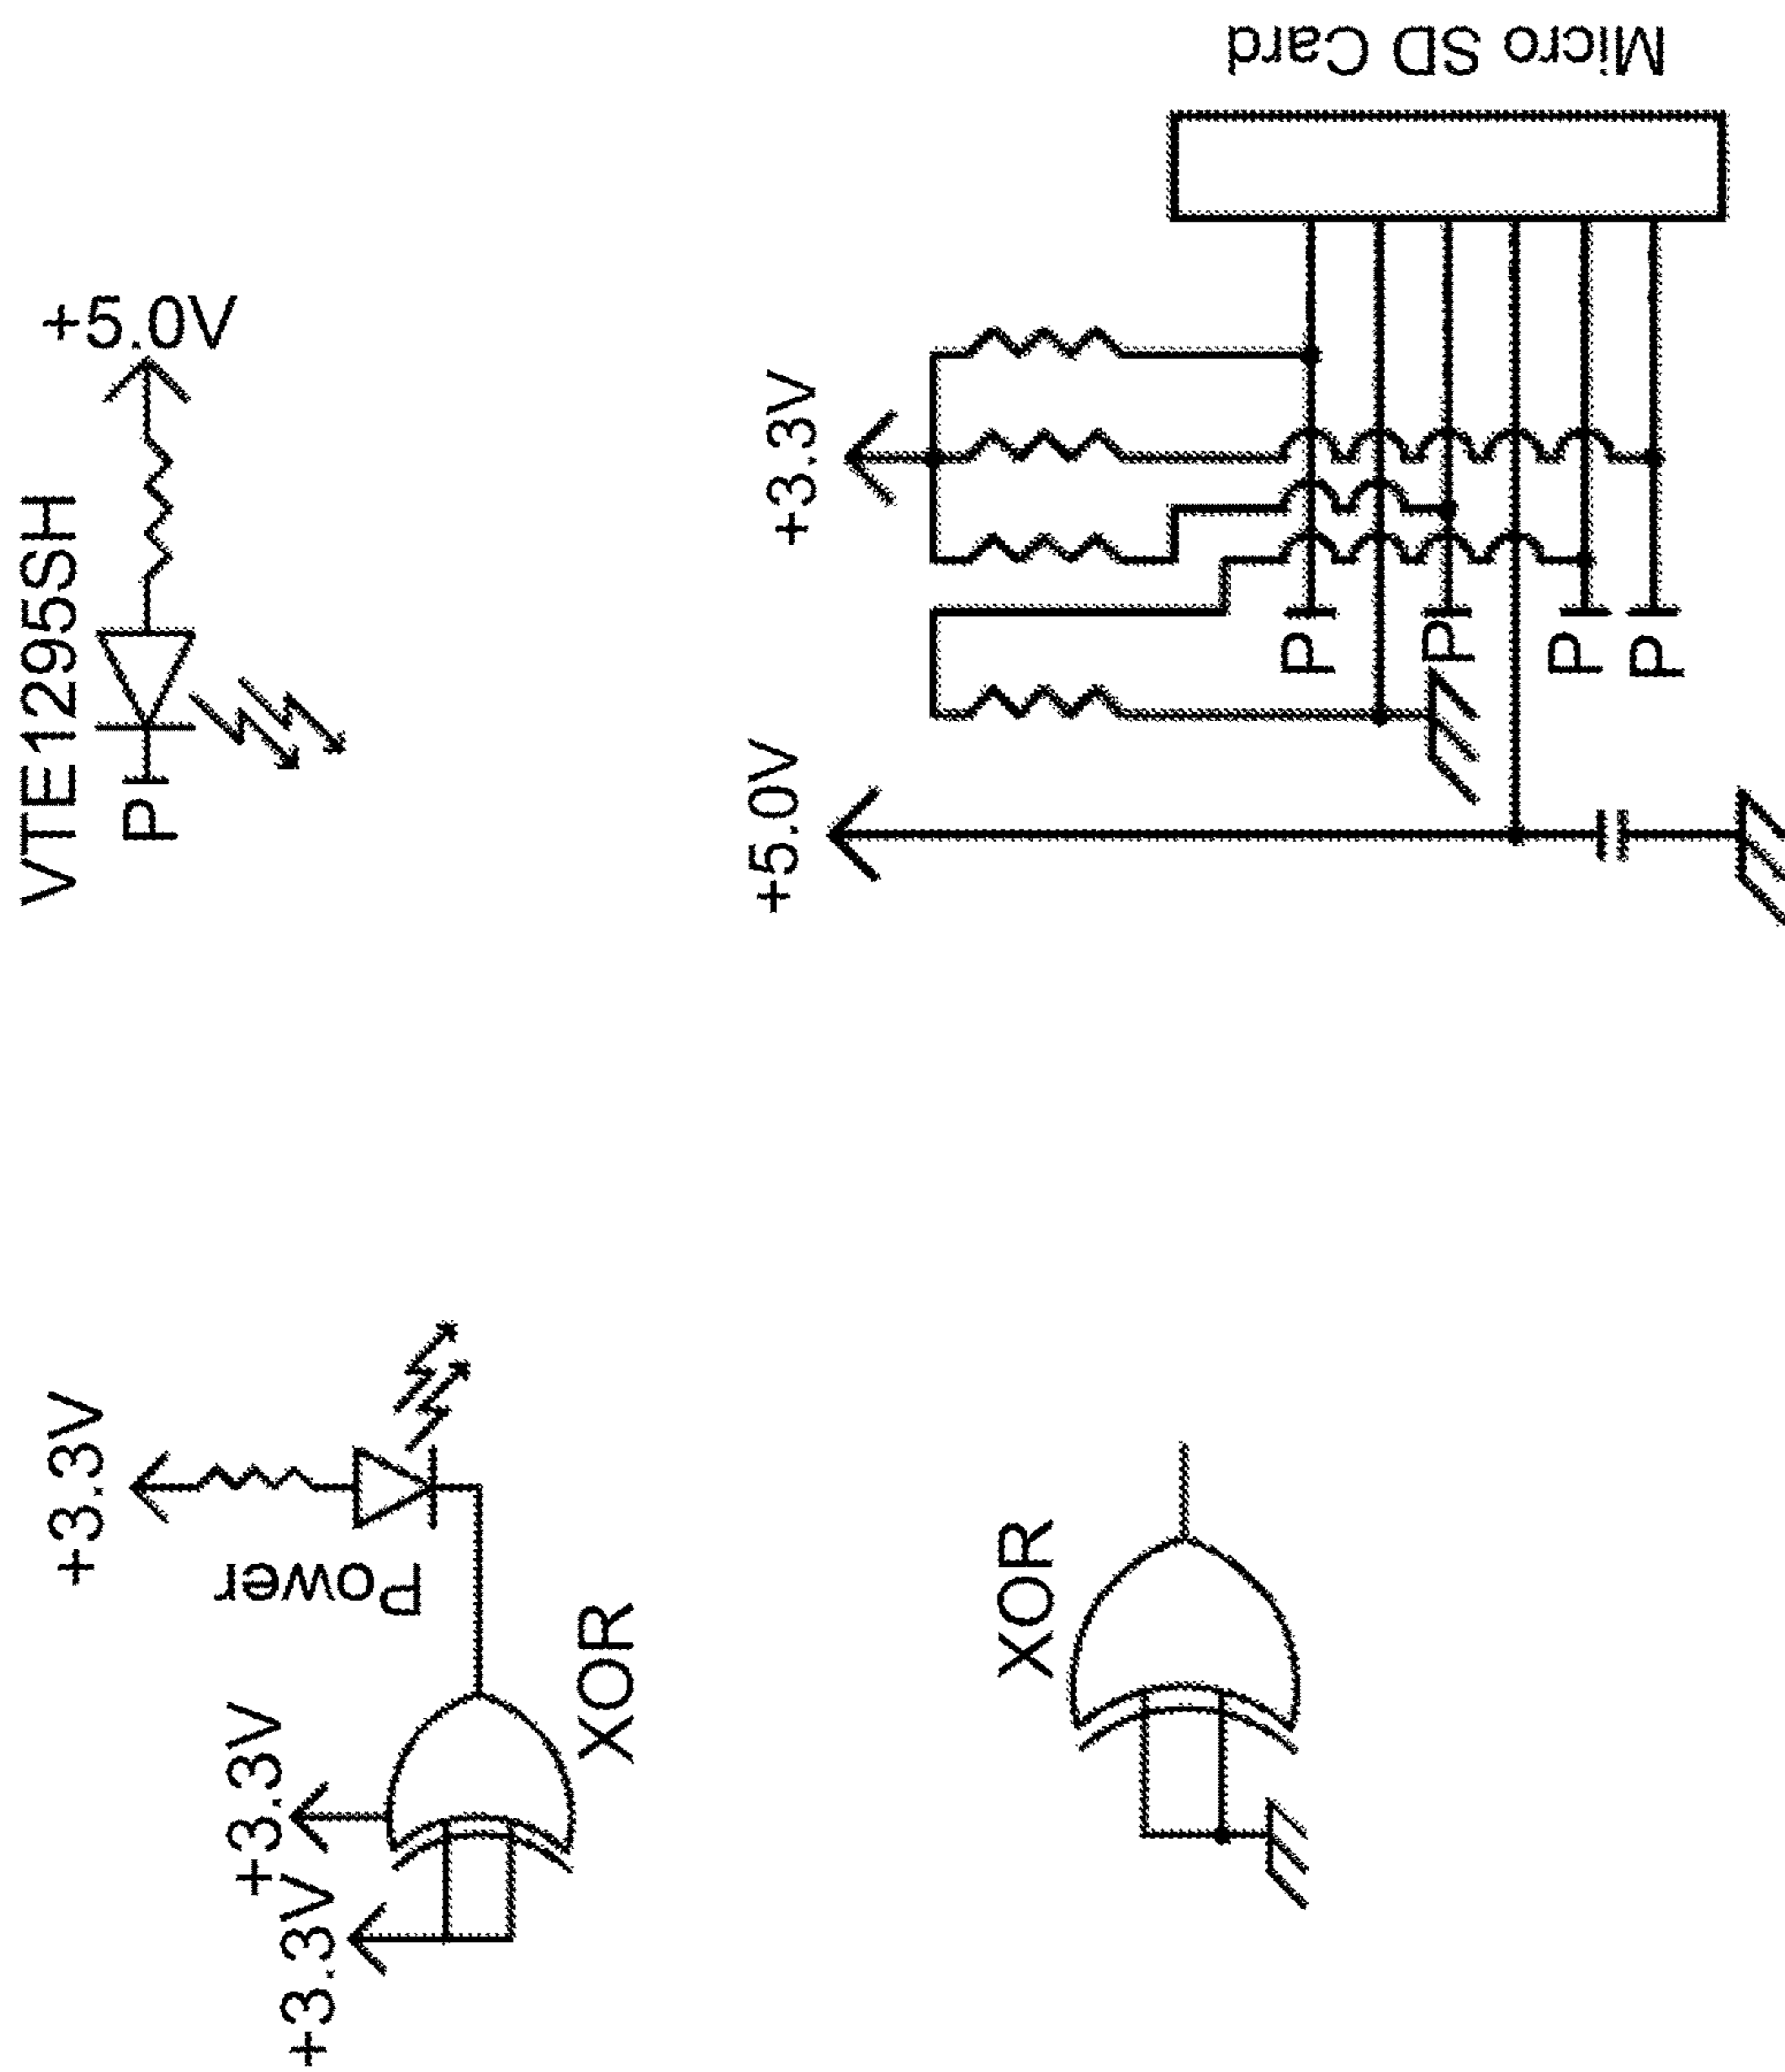 Micro SD Card
+5.0V
VTE1295SH
P
+3.3V
P
P
P
P
+5.0V
+3.3V
Power
XOR
+3.3V
+3.3V
XOR